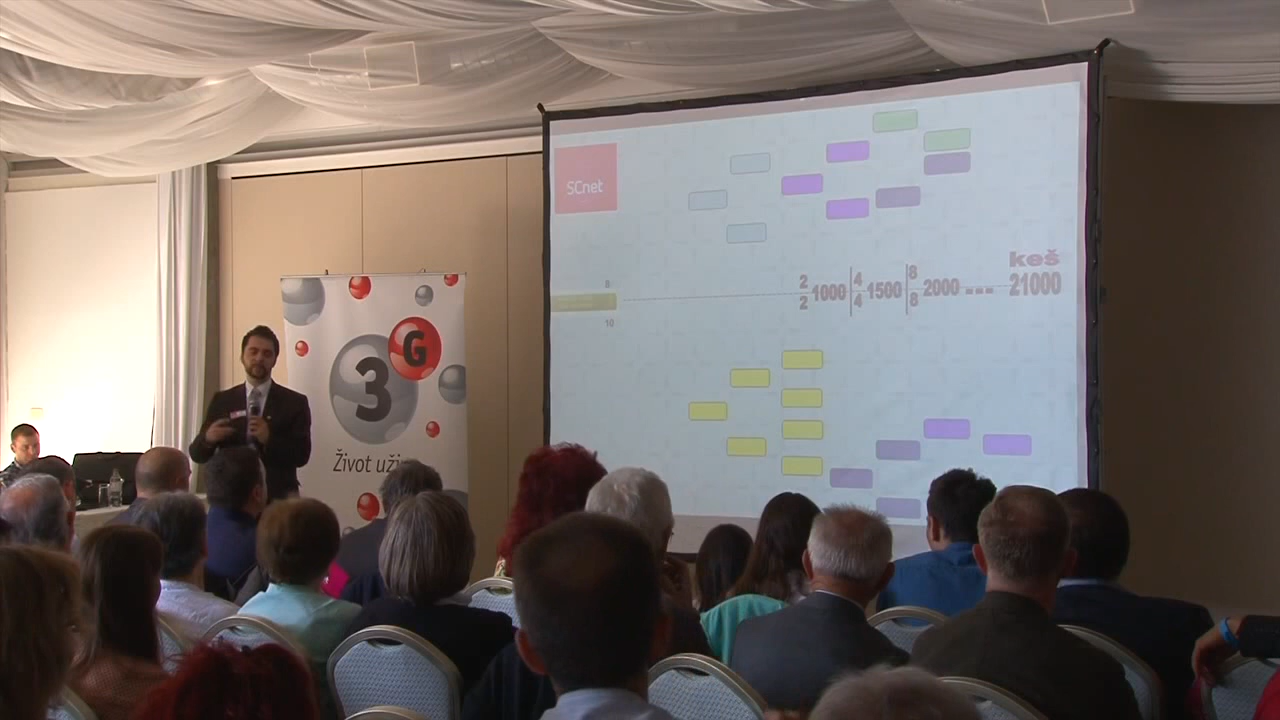 SCnet
keš
8
2 1000 4 1500 8 2000 ... 21000
2 4 8
10
3G
Život uži